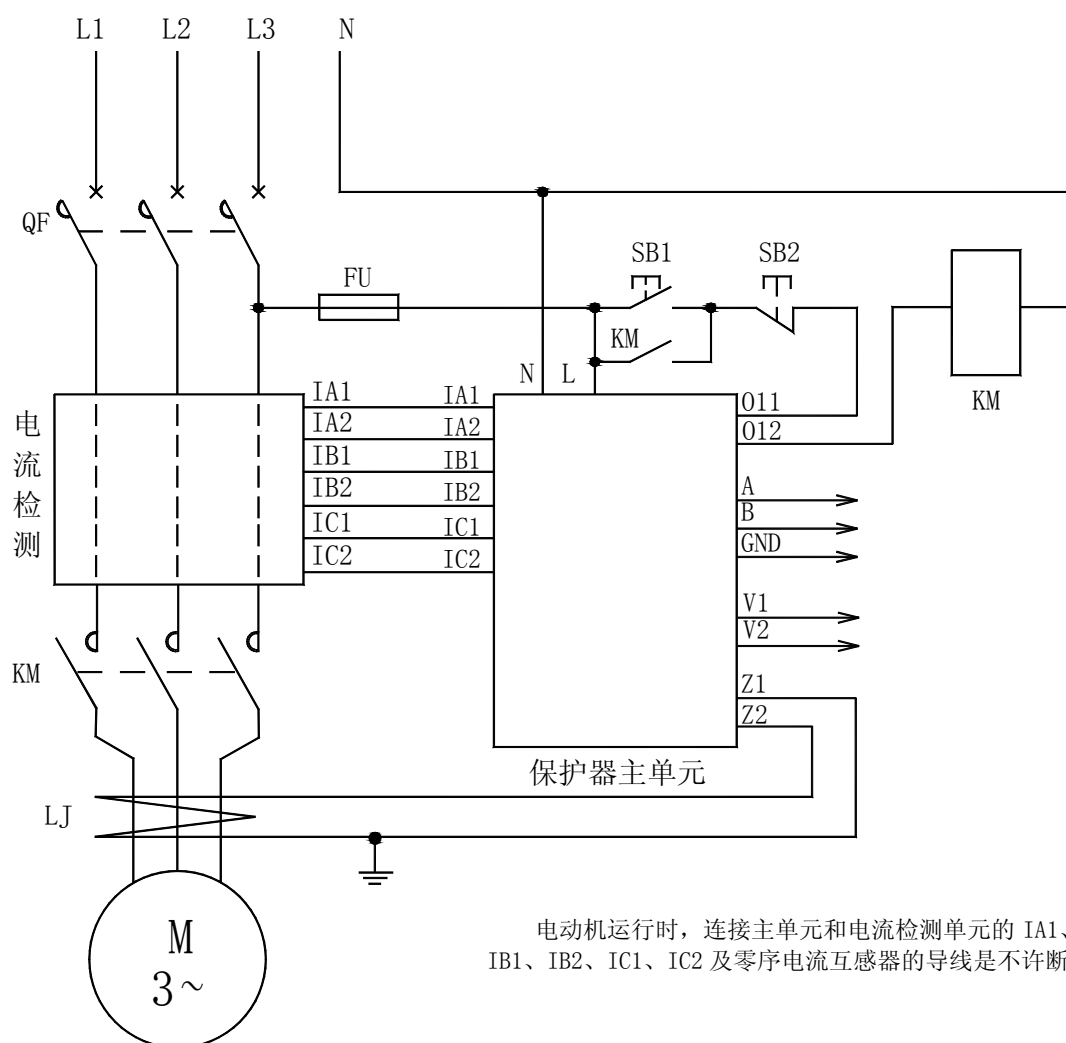 L1 L2 L3 N
QF
FU
SB1 SB2
KM
N L
KM
电流检测
IA1 IA1
IA2 IA2
IB1 IB1
IB2 IB2
IC1 IC1
IC2 IC2
O11
O12
A
B
GND
V1
V2
Z1
Z2
KM
保护器主单元
LJ
M
3~
电动机运行时，连接主单元和电流检测单元的 IA1、
IB1、IB2、IC1、IC2 及零序电流互感器的导线是不许断